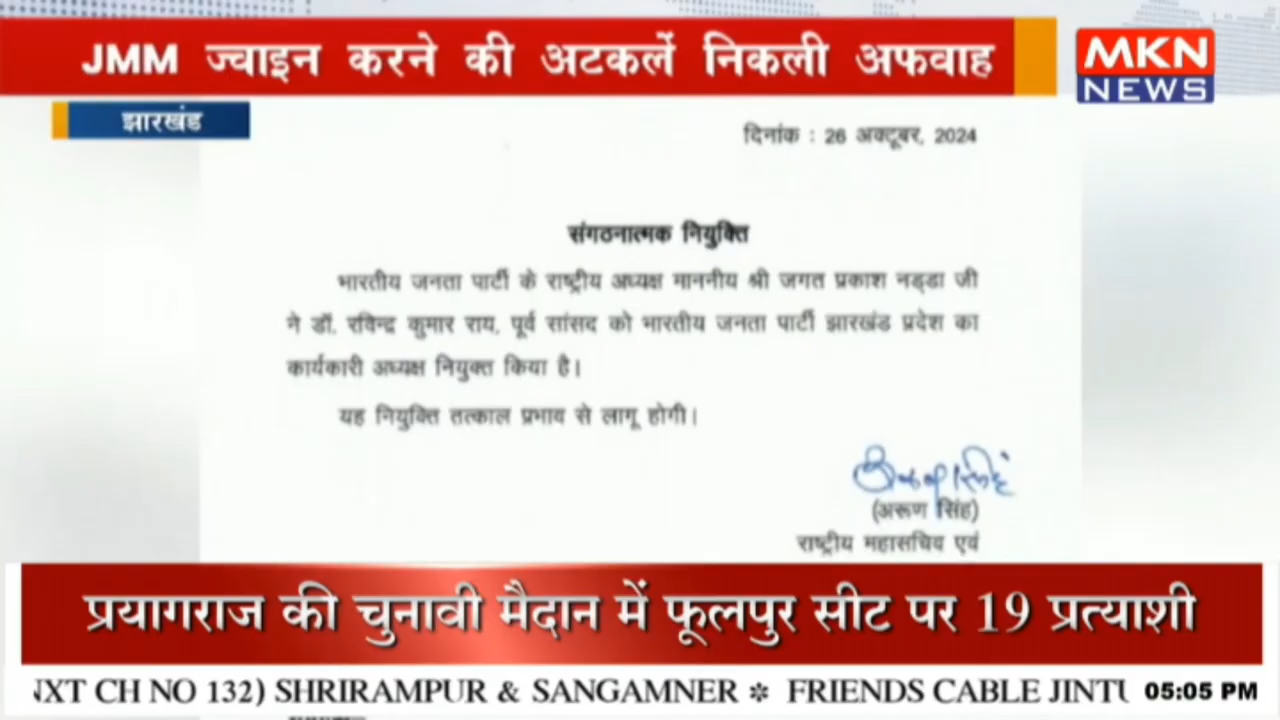 JMM ज्वाइन करने की अटकलें निकली अफवाह
MKN
NEWS
झारखंड
दिनांक : 26 अक्टूबर, 2024
संगठनात्मक नियुक्ति
भारतीय जनता पार्टी के राष्ट्रीय अध्यक्ष माननीय श्री जगत प्रकाश नड्डा जी
ने डॉ. रविन्द्र कुमार राय, पूर्व सांसद को भारतीय जनता पार्टी झारखंड प्रदेश का
कार्यकारी अध्यक्ष नियुक्त किया है।
यह नियुक्ति तत्काल प्रभाव से लागू होगी।
(अरूण सिंह)
राष्ट्रीय महासचिव एवं
प्रयागराज की चुनावी मैदान में फूलपुर सीट पर 19 प्रत्याशी
NXT CH NO 132) SHRIRAMPUR & SANGAMNER ✻ FRIENDS CABLE JINTU
05:05 PM